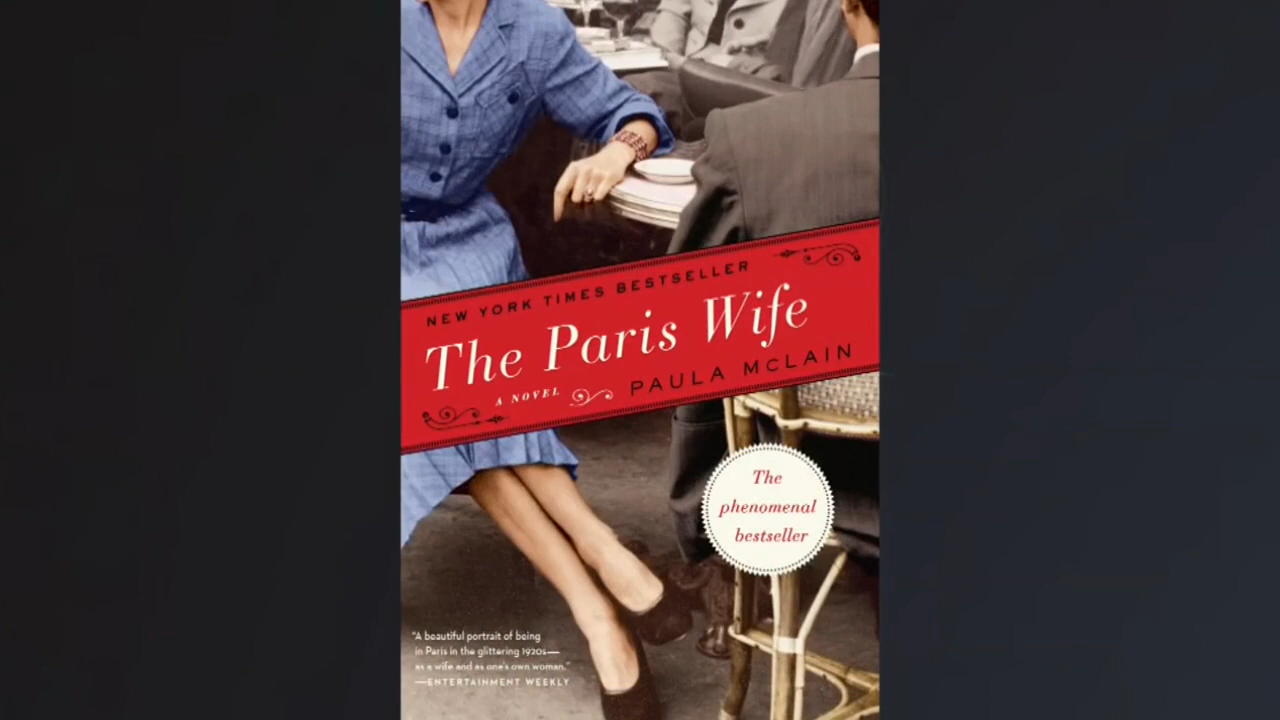 NEW YORK TIMES BESTSELLER
The Paris Wife
A NOVEL
PAULA McLAIN
The
phenomenal
bestseller
"A beautiful portrait of being
in Paris in the glittering 1920s—
as a wife and as one's own woman."
—ENTERTAINMENT WEEKLY